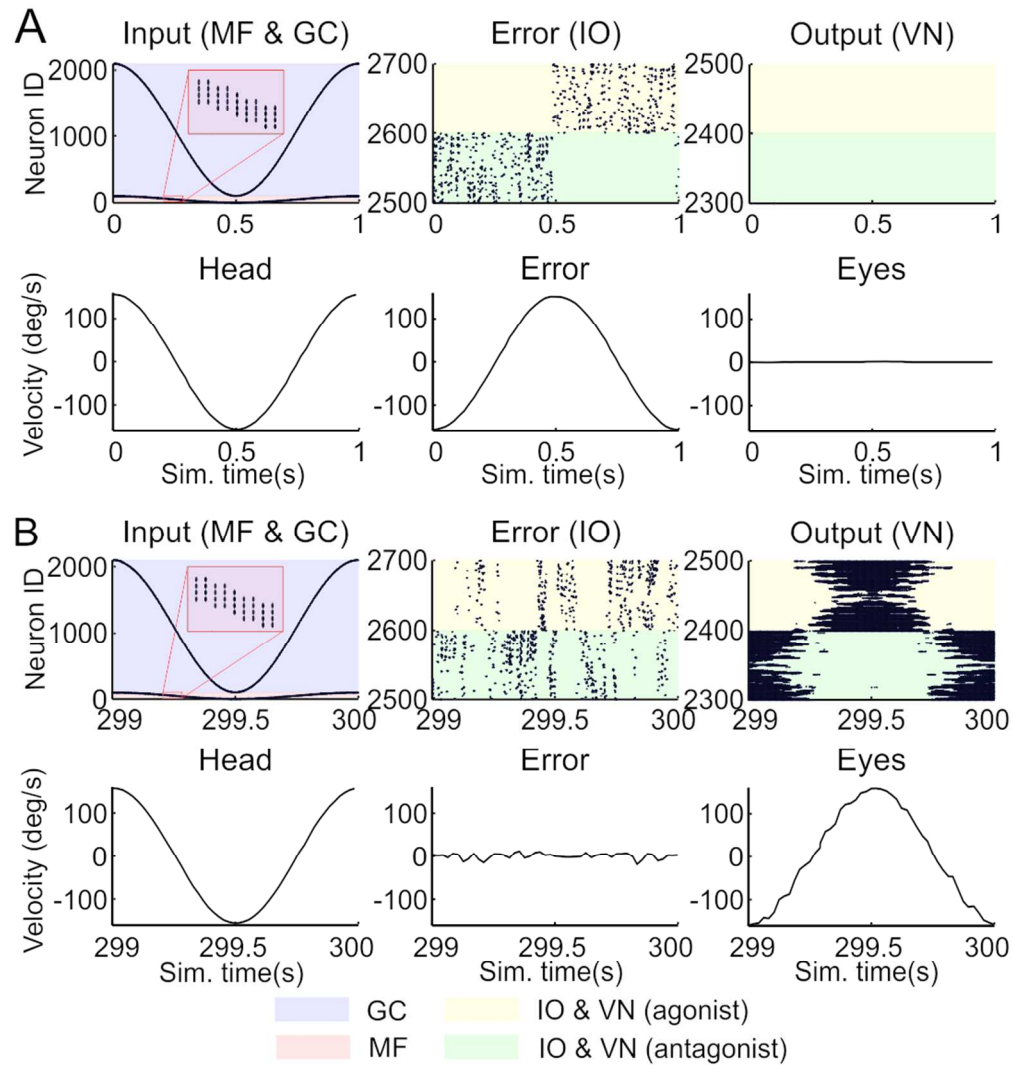 A
Input (MF & GC)
Error (IO)
Output (VN)
Neuron ID
2000
1000
0
0 0.5 1
2700
2600
2500
0 0.5 1
2500
2400
2300
0 0.5 1
Head
Error
Eyes
Velocity (deg/s)
100
0
-100
0 0.5 1
Sim. time(s)
100
0
-100
0 0.5 1
Sim. time(s)
100
0
-100
0 0.5 1
Sim. time(s)
B
Input (MF & GC)
Error (IO)
Output (VN)
Neuron ID
2000
1000
0
299 299.5 300
2700
2600
2500
299 299.5 300
2500
2400
2300
299 299.5 300
Head
Error
Eyes
Velocity (deg/s)
100
0
-100
299 299.5 300
Sim. time(s)
100
0
-100
299 299.5 300
Sim. time(s)
100
0
-100
299 299.5 300
Sim. time(s)
GC
IO & VN (agonist)
MF
IO & VN (antagonist)